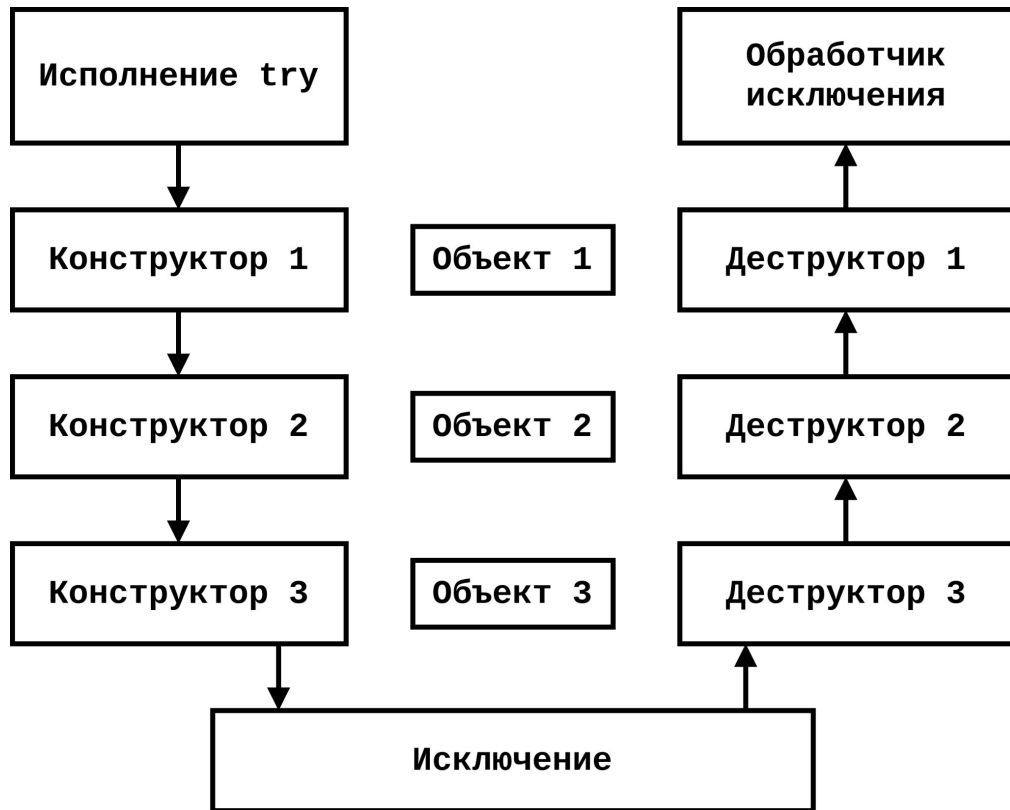 Исполнение try
Обработчик
исключения
Конструктор 1
Объект 1
Деструктор 1
Конструктор 2
Объект 2
Деструктор 2
Конструктор 3
Объект 3
Деструктор 3
Исключение